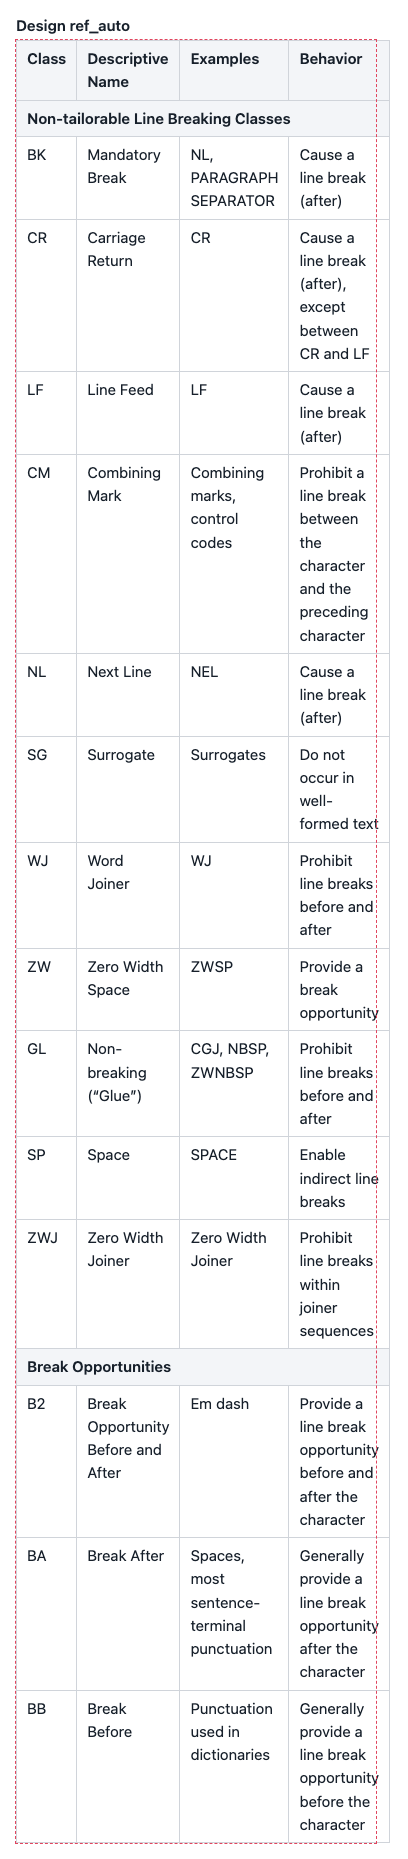 Design ref_auto
Class Descriptive Name Examples Behavior
Non-tailorable Line Breaking Classes
BK Mandatory Break NL, PARAGRAPH SEPARATOR Cause a line break (after)
CR Carriage Return CR Cause a line break (after), except between CR and LF
LF Line Feed LF Cause a line break (after)
CM Combining Mark Combining marks, control codes Prohibit a line break between the character and the preceding character
NL Next Line NEL Cause a line break (after)
SG Surrogate Surrogates Do not occur in well-formed text
WJ Word Joiner WJ Prohibit line breaks before and after
ZW Zero Width Space ZWSP Provide a break opportunity
GL Non-breaking (“Glue”) CGJ, NBSP, ZWNBSP Prohibit line breaks before and after
SP Space SPACE Enable indirect line breaks
ZWJ Zero Width Joiner Zero Width Joiner Prohibit line breaks within joiner sequences
Break Opportunities
B2 Break Opportunity Before and After Em dash Provide a line break opportunity before and after the character
BA Break After Spaces, most sentence-terminal punctuation Generally provide a line break opportunity after the character
BB Break Before Punctuation used in dictionaries Generally provide a line break opportunity before the character